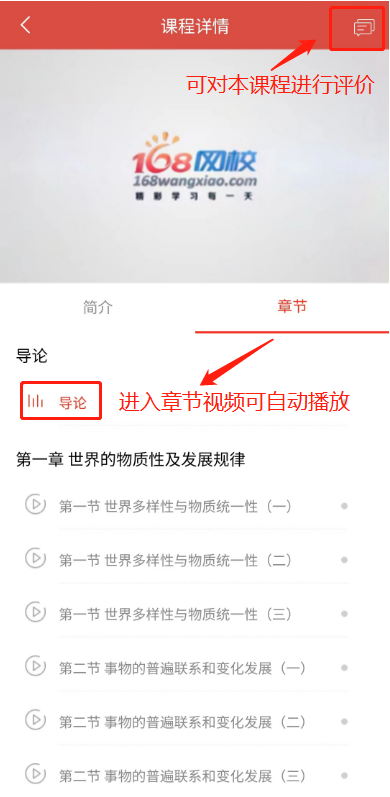 课程详情
可对本课程进行评价
168网校
168wangxiao.com
精彩学习每一天
简介
章节
导论
导论
进入章节视频可自动播放
第一章 世界的物质性及发展规律
第一节 世界多样性与物质统一性（一）
第一节 世界多样性与物质统一性（二）
第一节 世界多样性与物质统一性（三）
第二节 事物的普遍联系和变化发展（一）
第二节 事物的普遍联系和变化发展（二）
第二节 事物的普遍联系和变化发展（三）